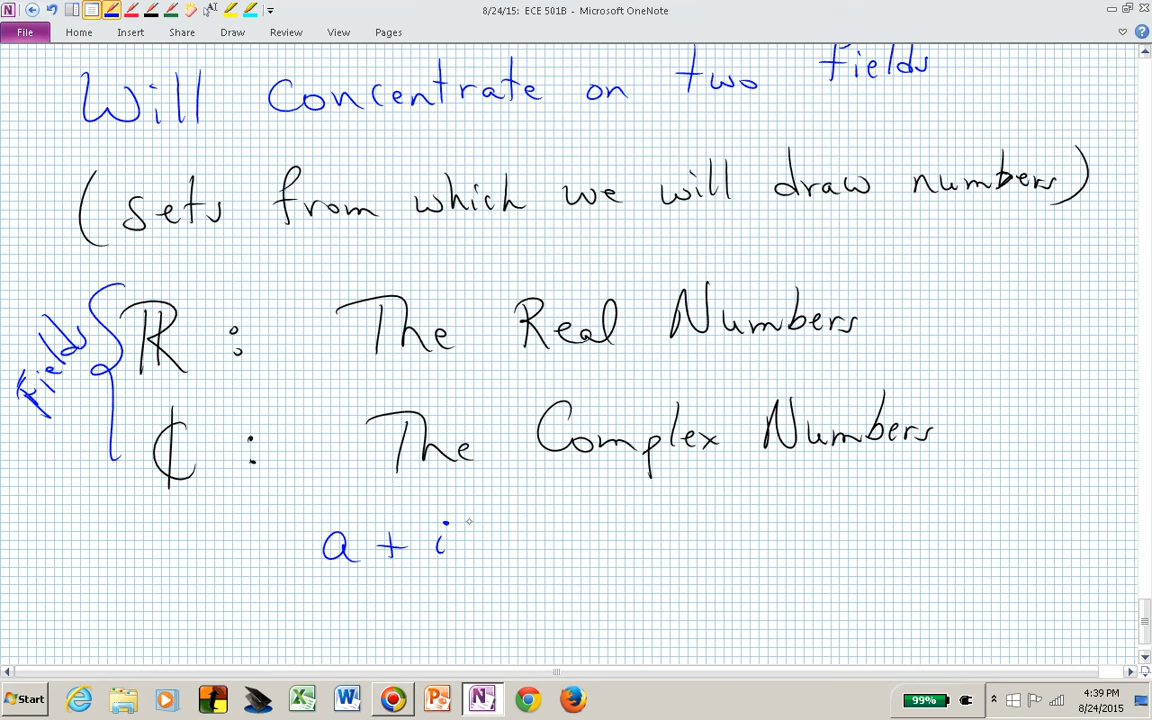 8/24/15: ECE 501B - Microsoft OneNote
File Home Insert Share Draw Review View Pages
Will concentrate on two fields
(sets from which we will draw numbers)
Fields
ℝ : The Real Numbers
ℂ : The Complex Numbers
a + i
Start
99%
4:39 PM
8/24/2015